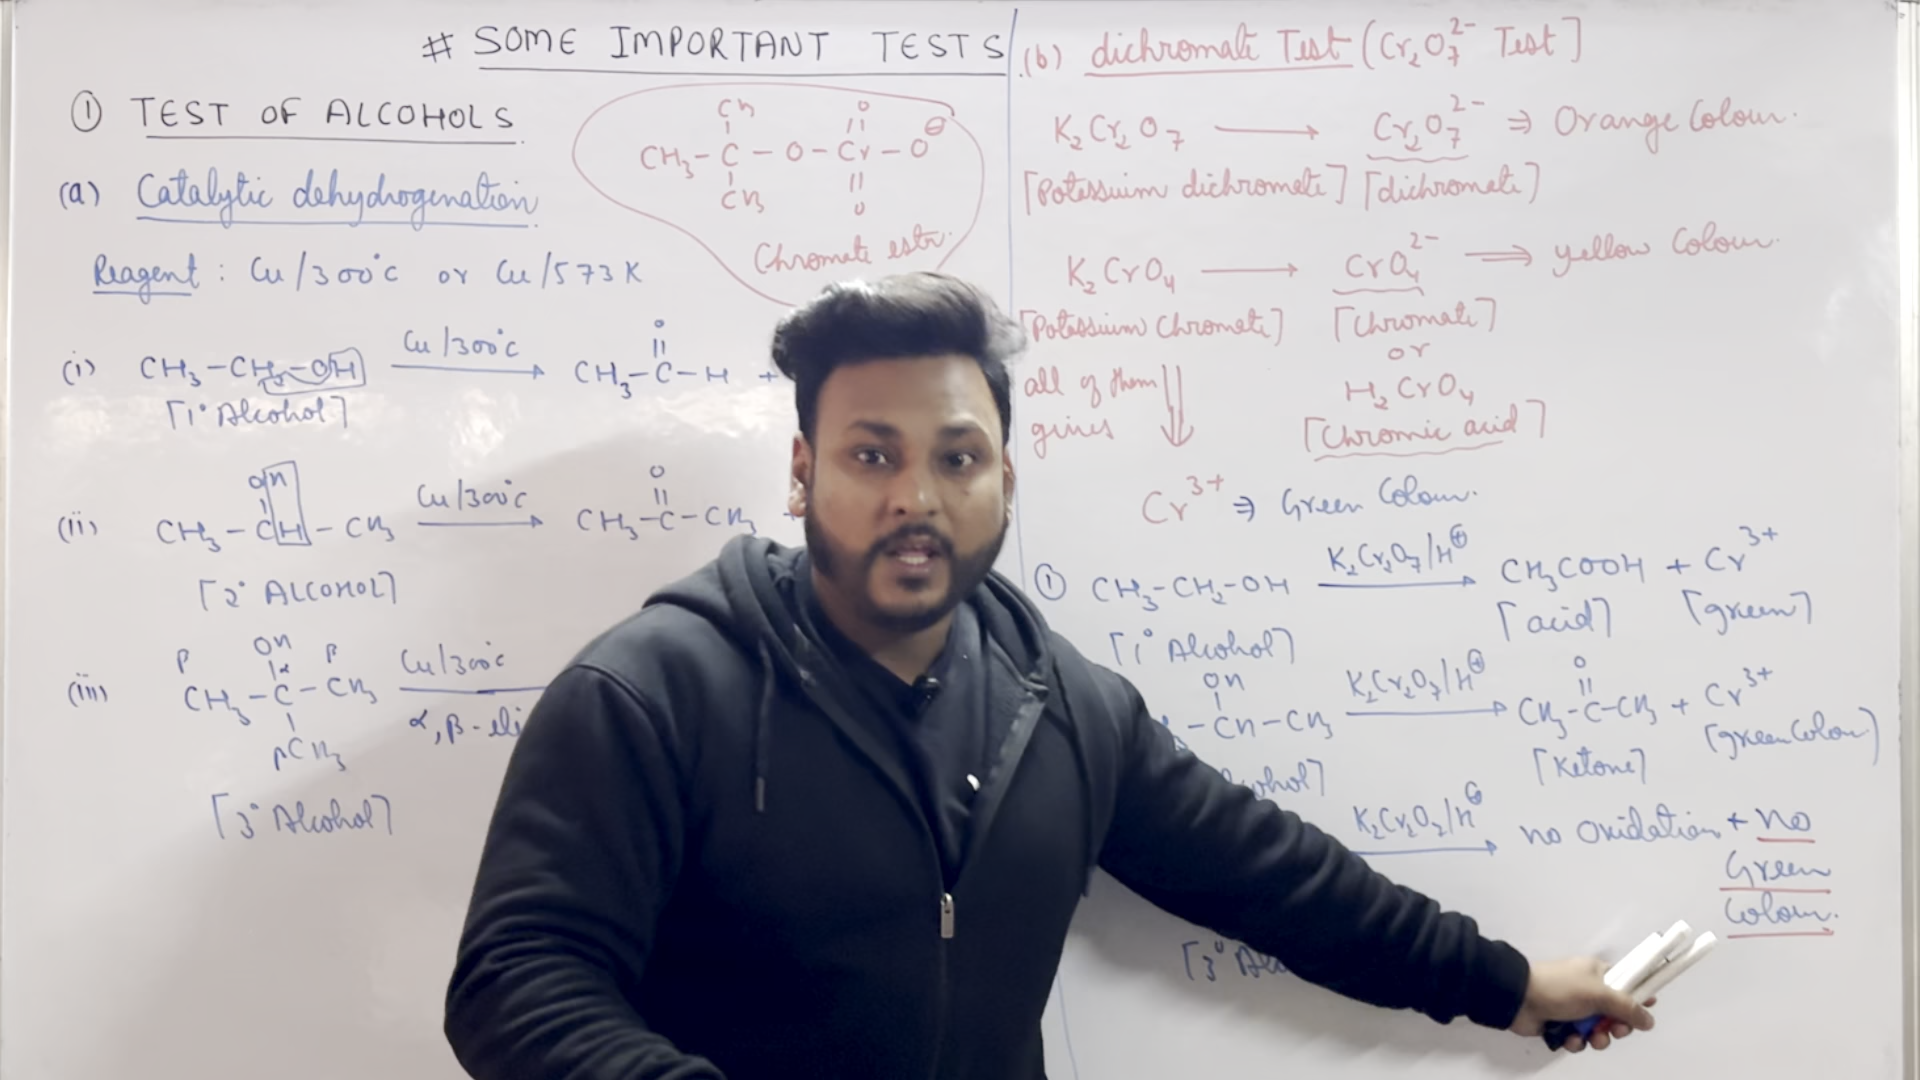 # SOME IMPORTANT TESTS
① TEST OF ALCOHOLS
CH₃
CH₃ – C – O – Cr – O⊖
O
O
CH₃
Chromate ester.
(a) Catalytic dehydrogenation
Reagent : Cu/300°C or Cu/573 K
(i) CH₃–CH₂–OH Cu/300°C CH₃–C–H +
O
[1° Alcohol]
(ii) CH₃–CH–CH₃ Cu/300°C CH₃–C–CH₃
OH
O
[2° ALCOHOL]
(iii) CH₃–C–CH₃ Cu/300°C
OH
β α β
βCH₃
α,β-eli
[3° Alcohol]
(b) dichromate Test (Cr₂O₇²⁻ Test]
K₂Cr₂O₇ ⟶ Cr₂O₇²⁻ ⇒ Orange Colour.
[Potassuim dichromate] [dichromate]
K₂CrO₄ ⟶ CrO₄²⁻ ⟹ yellow Colour.
[Potassium Chromate] [Chromate]
or
H₂CrO₄
[Chromic acid]
all of them
gives
Cr³⁺ ⇒ Green Colour.
① CH₃–CH₂–OH K₂Cr₂O₇/H⊕ CH₃COOH + Cr³⁺
[1° Alcohol] [acid] [green]
OH
–CH–CH₃ K₂Cr₂O₇/H⊕ CH₃–C–CH₃ + Cr³⁺
O
ohol] [Ketone] [green Colour]
K₂Cr₂O₇/H⊕ no Oxidation + no
Green
Colour.
[3° Al